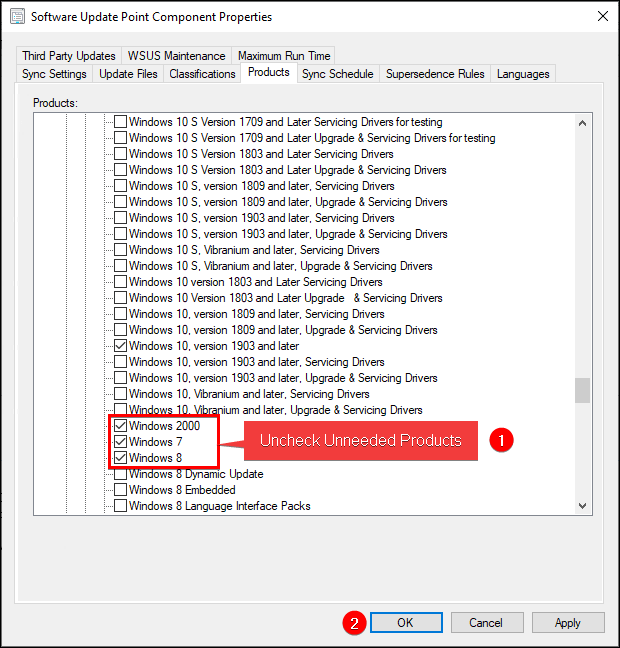 Software Update Point Component Properties
Third Party Updates WSUS Maintenance Maximum Run Time
Sync Settings Update Files Classifications Products Sync Schedule Supersedence Rules Languages
Products:
Windows 10 S Version 1709 and Later Servicing Drivers for testing
Windows 10 S Version 1709 and Later Upgrade & Servicing Drivers for testing
Windows 10 S Version 1803 and Later Servicing Drivers
Windows 10 S Version 1803 and Later Upgrade & Servicing Drivers
Windows 10 S, version 1809 and later, Servicing Drivers
Windows 10 S, version 1809 and later, Upgrade & Servicing Drivers
Windows 10 S, version 1903 and later, Servicing Drivers
Windows 10 S, version 1903 and later, Upgrade & Servicing Drivers
Windows 10 S, Vibranium and later, Servicing Drivers
Windows 10 S, Vibranium and later, Upgrade & Servicing Drivers
Windows 10 version 1803 and Later Servicing Drivers
Windows 10 Version 1803 and Later Upgrade & Servicing Drivers
Windows 10, version 1809 and later, Servicing Drivers
Windows 10, version 1809 and later, Upgrade & Servicing Drivers
Windows 10, version 1903 and later
Windows 10, version 1903 and later, Servicing Drivers
Windows 10, version 1903 and later, Upgrade & Servicing Drivers
Windows 10, Vibranium and later, Servicing Drivers
Windows 10, Vibranium and later, Upgrade & Servicing Drivers
Windows 2000
Windows 7 Uncheck Unneeded Products 1
Windows 8
Windows 8 Dynamic Update
Windows 8 Embedded
Windows 8 Language Interface Packs
2 OK Cancel Apply